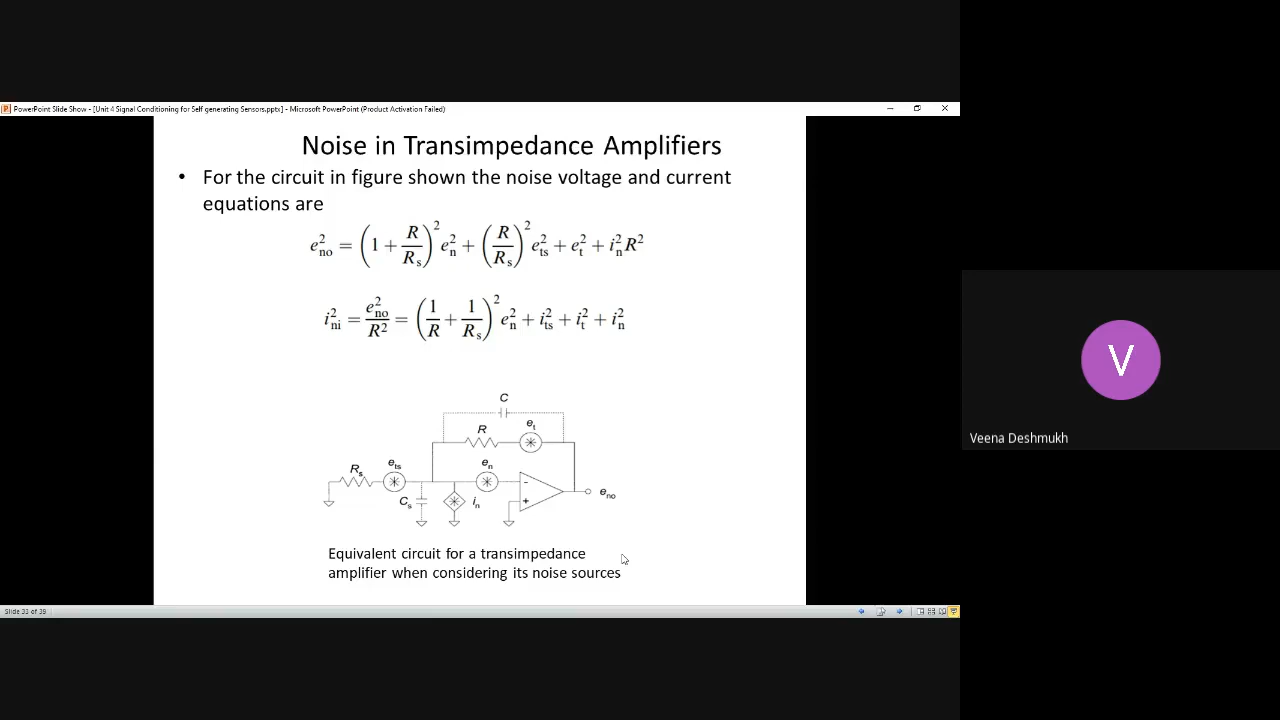 PowerPoint Slide Show - [Unit 4 Signal Conditioning for Self generating Sensors.pptx] - Microsoft PowerPoint (Product Activation Failed)
Noise in Transimpedance Amplifiers
• For the circuit in figure shown the noise voltage and current
equations are
e²no = (1 + R/Rs)² e²n + (R/Rs)² e²ts + e²t + i²n R²
i²ni = e²no/R² = (1/R + 1/Rs)² e²n + i²ts + i²t + i²n
C
R
et
Rs
ets
en
Cs
in
-
+
eno
Equivalent circuit for a transimpedance
amplifier when considering its noise sources
Slide 33 of 39
V
Veena Deshmukh